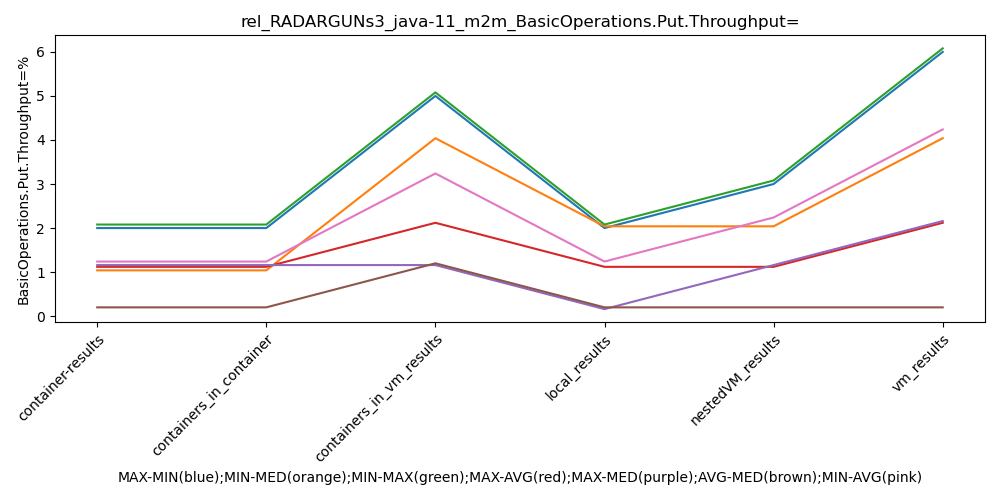 rel_RADARGUNs3_java-11_m2m_BasicOperations.Put.Throughput=
BasicOperations.Put.Throughput=%
6
5
4
3
2
1
0
container-results
containers_in_container
containers_in_vm_results
local_results
nestedVM_results
vm_results
MAX-MIN(blue);MIN-MED(orange);MIN-MAX(green);MAX-AVG(red);MAX-MED(purple);AVG-MED(brown);MIN-AVG(pink)